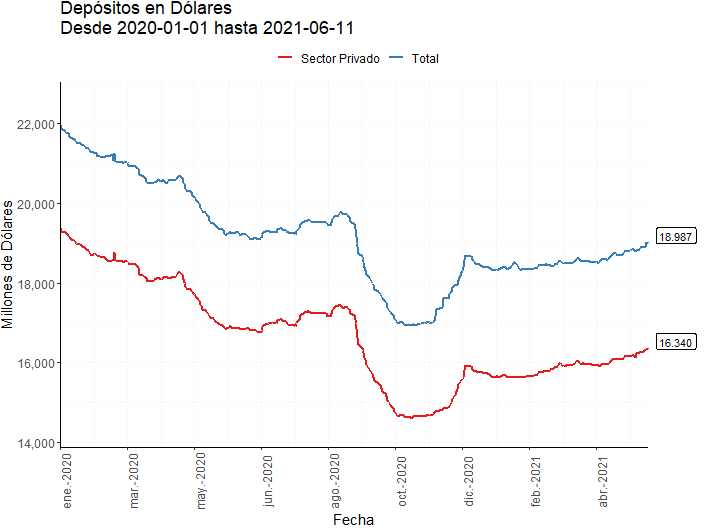 Depósitos en Dólares
Desde 2020-01-01 hasta 2021-06-11
Sector Privado
Total
Millones de Dólares
22,000
20,000
18,000
16,000
14,000
18.987
16.340
ene.-2020
mar.-2020
may.-2020
jun.-2020
ago.-2020
oct.-2020
dic.-2020
feb.-2021
abr.-2021
Fecha